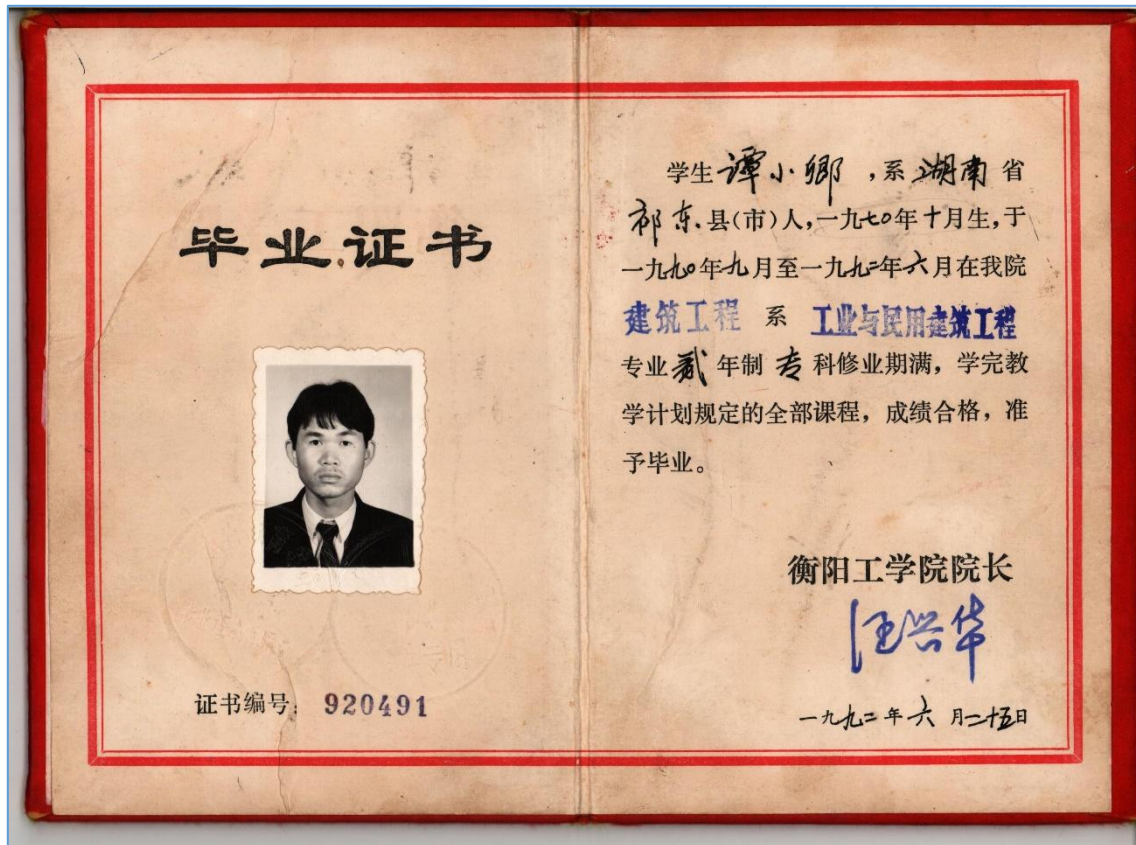 毕业证书
证书编号: 920491
学生谭小卿,系湖南省
祁东县(市)人,一九七0年十月生,于
一九九0年九月至一九九二年六月在我院
建筑工程 系 工业与民用建筑工程
专业贰年制专科修业期满,学完教
学计划规定的全部课程,成绩合格,准
予毕业。
衡阳工学院院长
汪兴华
一九九二年六月二十五日